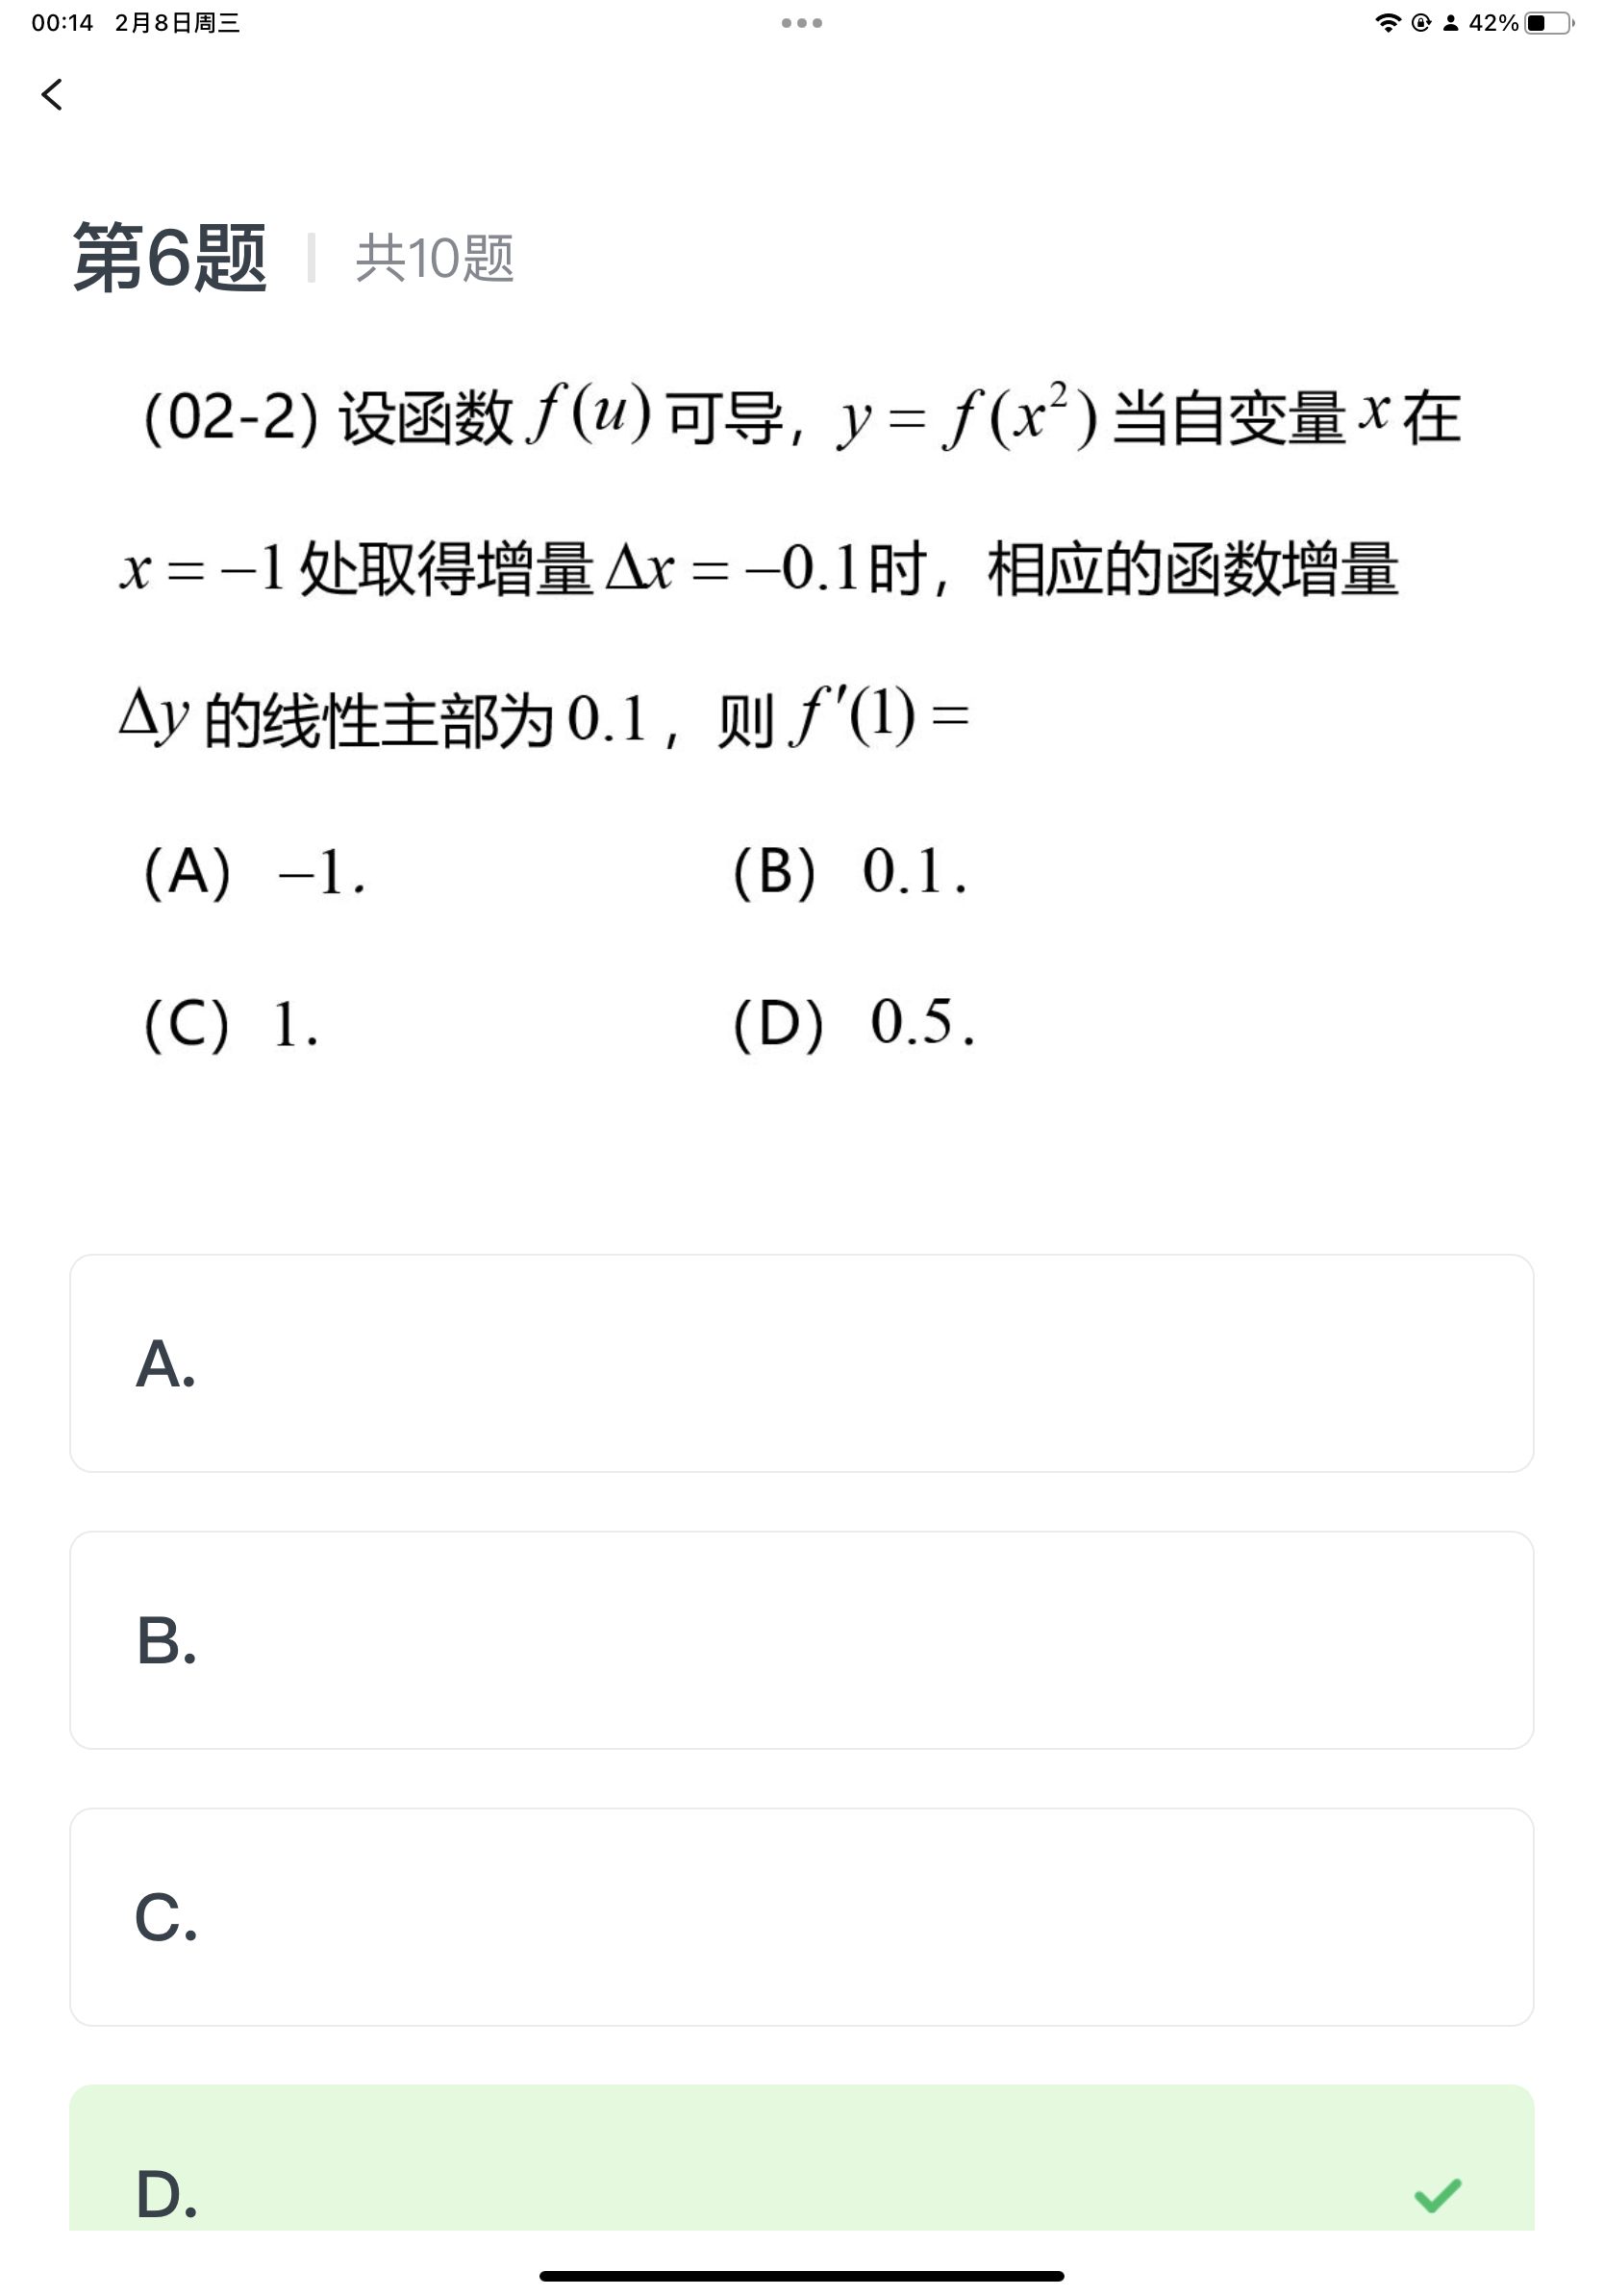 00:14 2月8日周三
42%
第6题 共10题
(02-2) 设函数 f(u) 可导, y = f(x²) 当自变量 x 在
x = −1 处取得增量 Δx = −0.1 时, 相应的函数增量
Δy 的线性主部为 0.1, 则 f′(1) =
(A) −1. (B) 0.1.
(C) 1. (D) 0.5.
A.
B.
C.
D.